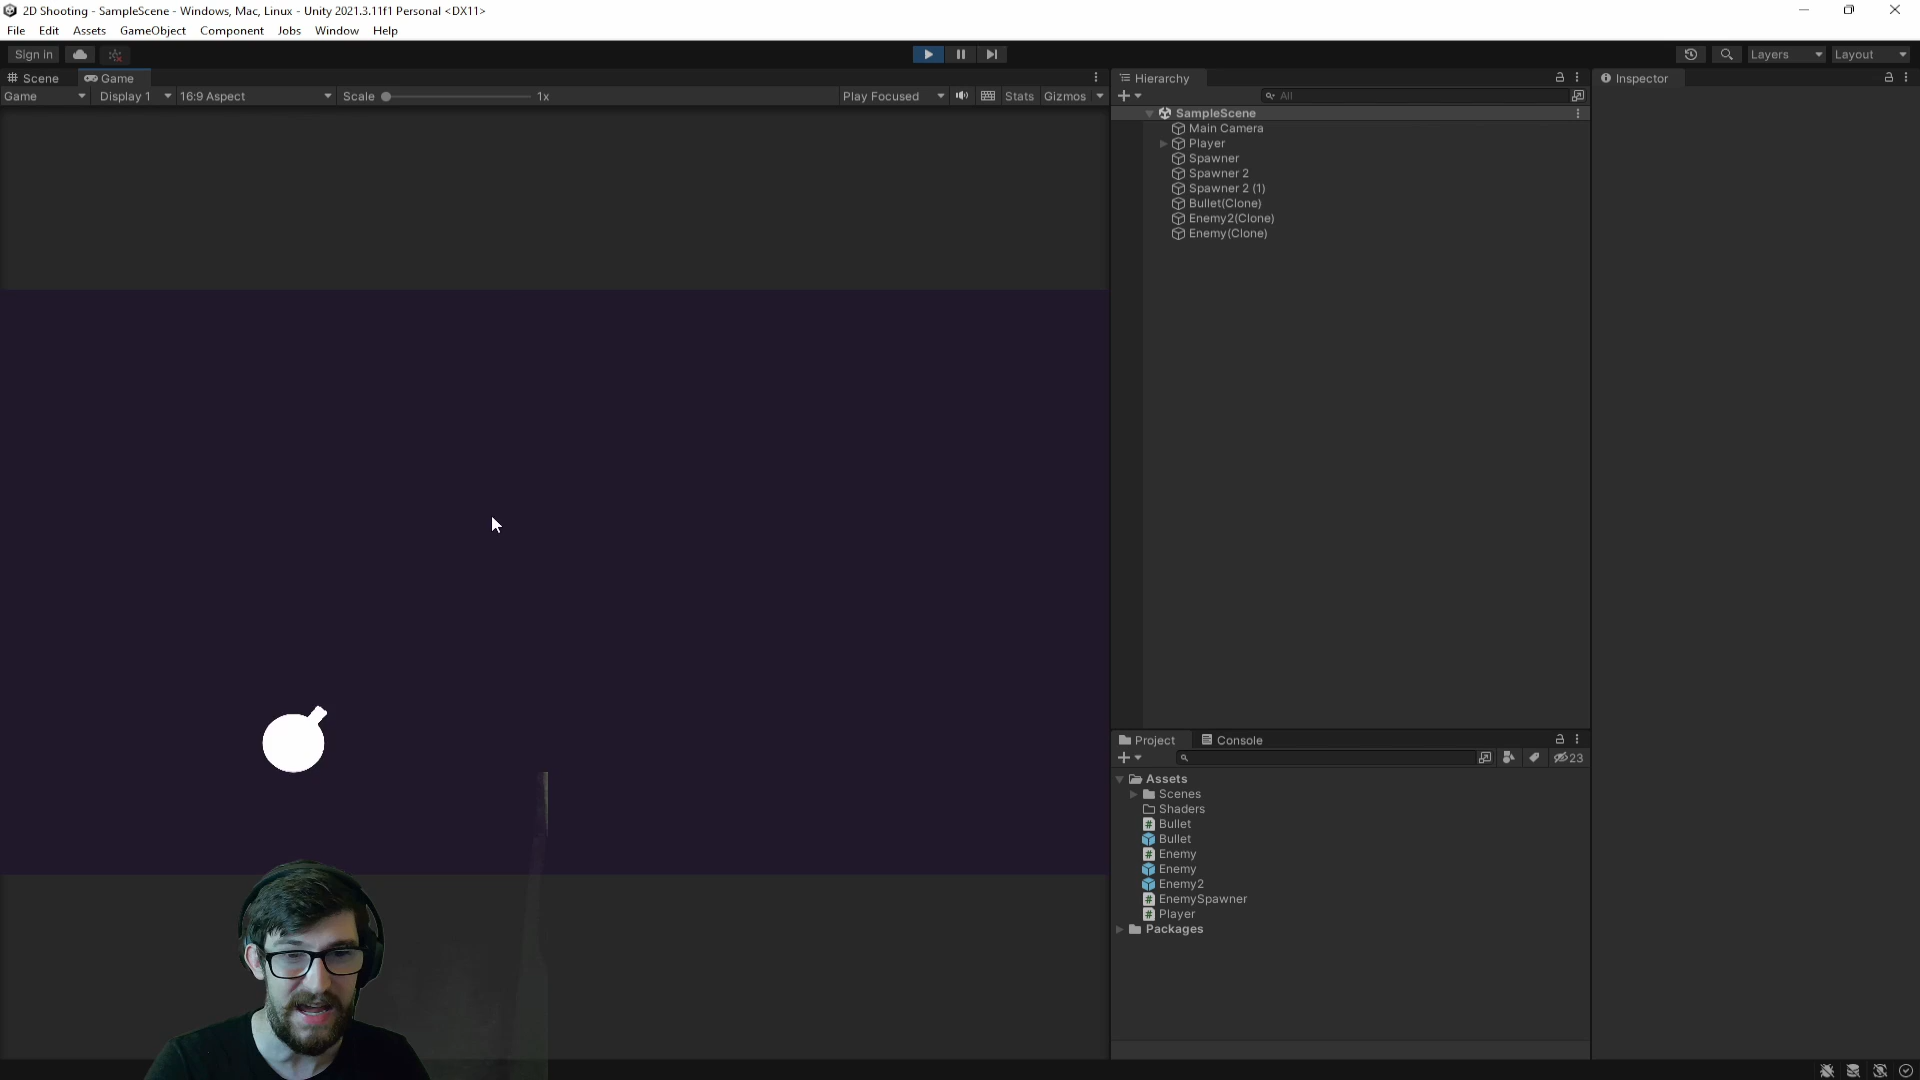 2D Shooting - SampleScene - Windows, Mac, Linux - Unity 2021.3.11f1 Personal <DX11>
File Edit Assets GameObject Component Jobs Window Help
Sign in
Layers
Layout
Scene
Game
Hierarchy
Inspector
Game
Display 1
16:9 Aspect
Scale
1x
Play Focused
Stats
Gizmos
All
SampleScene
Main Camera
Player
Spawner
Spawner 2
Spawner 2 (1)
Bullet(Clone)
Enemy2(Clone)
Enemy(Clone)
Project
Console
23
Assets
Scenes
Shaders
Bullet
Bullet
Enemy
Enemy
Enemy2
EnemySpawner
Player
Packages